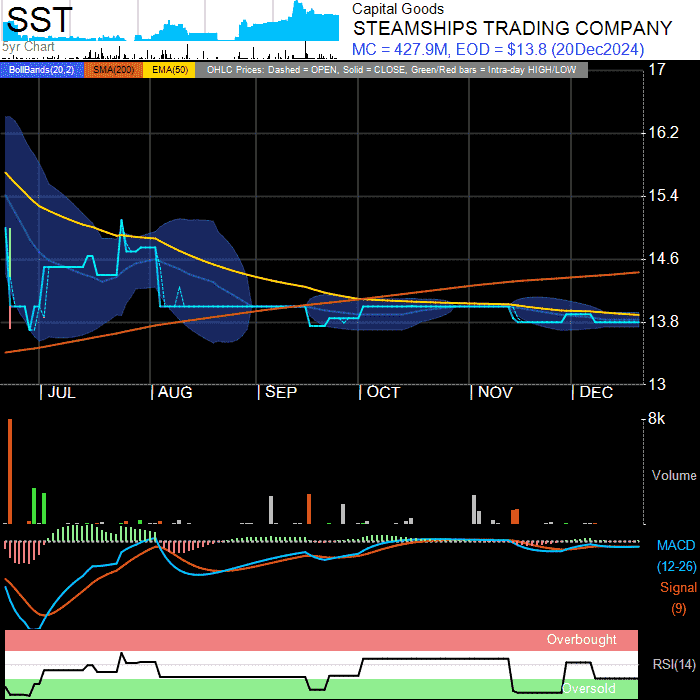 SST
5yr Chart
Capital Goods
STEAMSHIPS TRADING COMPANY
MC = 427.9M, EOD = $13.8 (20Dec2024)
BollBands(20,2) SMA(200) EMA(50) OHLC Prices: Dashed = OPEN, Solid = CLOSE, Green/Red bars = Intra-day HIGH/LOW
17
16.2
15.4
14.6
13.8
13
JUL AUG SEP OCT NOV DEC
8k
Volume
MACD
(12-26)
Signal
(9)
Overbought
RSI(14)
Oversold